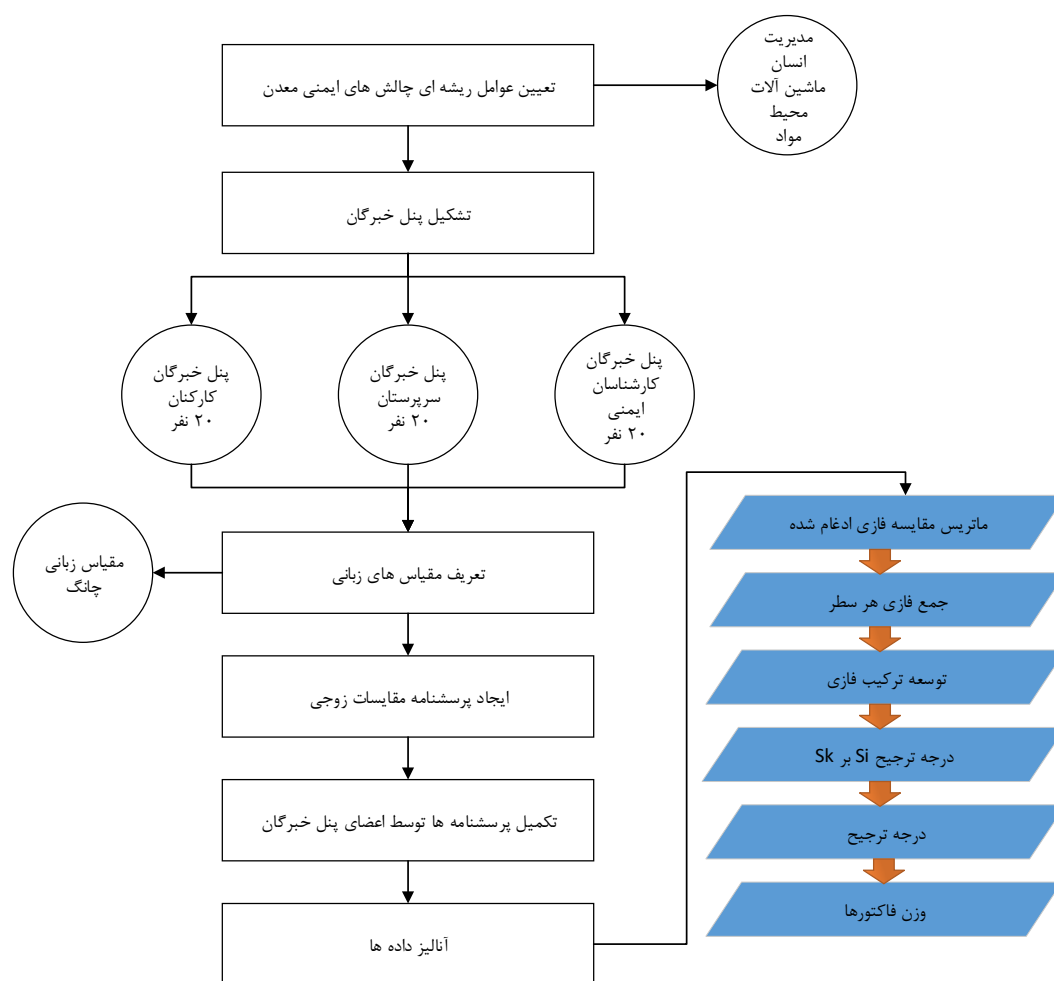 تعیین عوامل ریشه ای چالش های ایمنی معدن
مدیریت
انسان
ماشین آلات
محیط
مواد
تشکیل پنل خبرگان
پنل خبرگان
کارشناسان
ایمنی
۲۰ نفر
پنل خبرگان
سرپرستان
۲۰ نفر
پنل خبرگان
کارکنان
۲۰ نفر
تعریف مقیاس های زبانی
مقیاس زبانی
چانگ
ایجاد پرسشنامه مقایسات زوجی
تکمیل پرسشنامه ها توسط اعضای پنل خبرگان
آنالیز داده ها
ماتریس مقایسه فازی ادغام شده
جمع فازی هر سطر
توسعه ترکیب فازی
درجه ترجیح Si بر Sk
درجه ترجیح
وزن فاکتورها